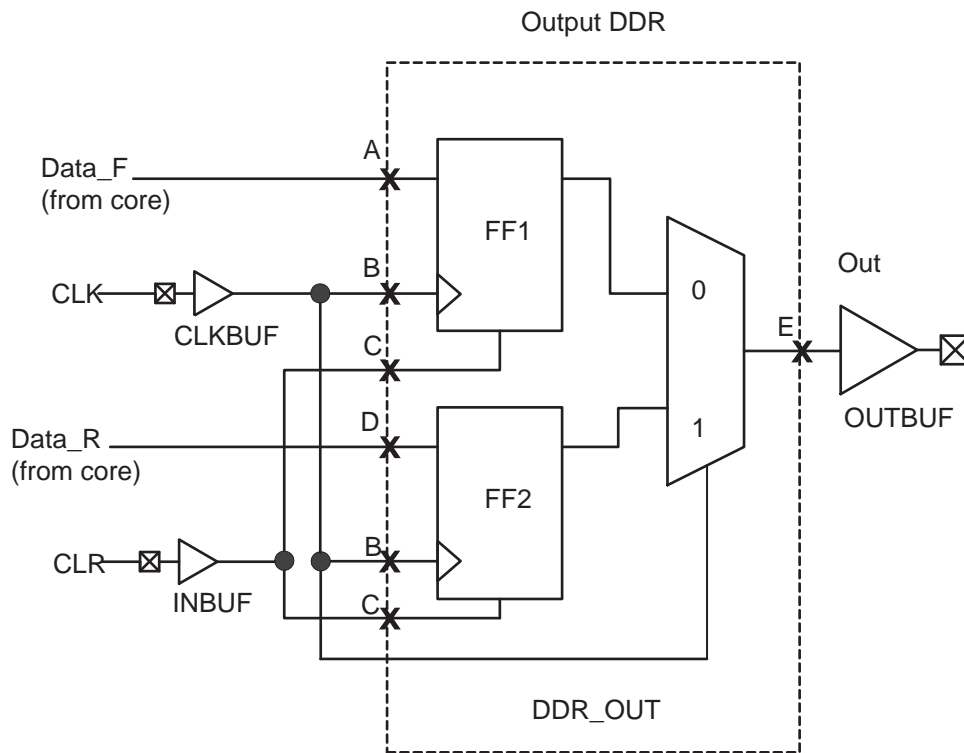 Output DDR
A
Data_F
(from core)
FF1
B
CLK
CLKBUF
C
0
Out
E
OUTBUF
D
Data_R
(from core)
1
FF2
B
CLR
INBUF
C
DDR_OUT